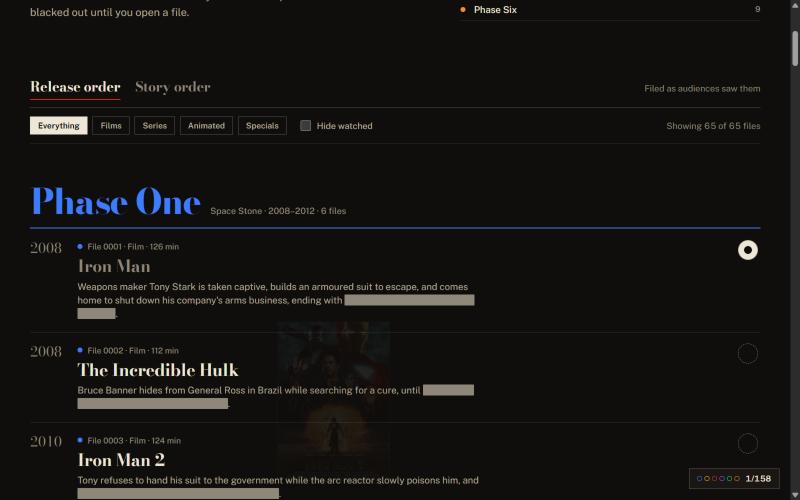 blacked out until you open a file.
Phase Six
9
Release order
Story order
Filed as audiences saw them
Everything
Films
Series
Animated
Specials
Hide watched
Showing 65 of 65 files
Phase One
Space Stone · 2008–2012 · 6 files
2008
File 0001 · Film · 126 min
Iron Man
Weapons maker Tony Stark is taken captive, builds an armoured suit to escape, and comes
home to shut down his company's arms business, ending with
.
2008
File 0002 · Film · 112 min
The Incredible Hulk
Bruce Banner hides from General Ross in Brazil while searching for a cure, until
.
2010
File 0003 · Film · 124 min
Iron Man 2
Tony refuses to hand his suit to the government while the arc reactor slowly poisons him, and
.
1/158